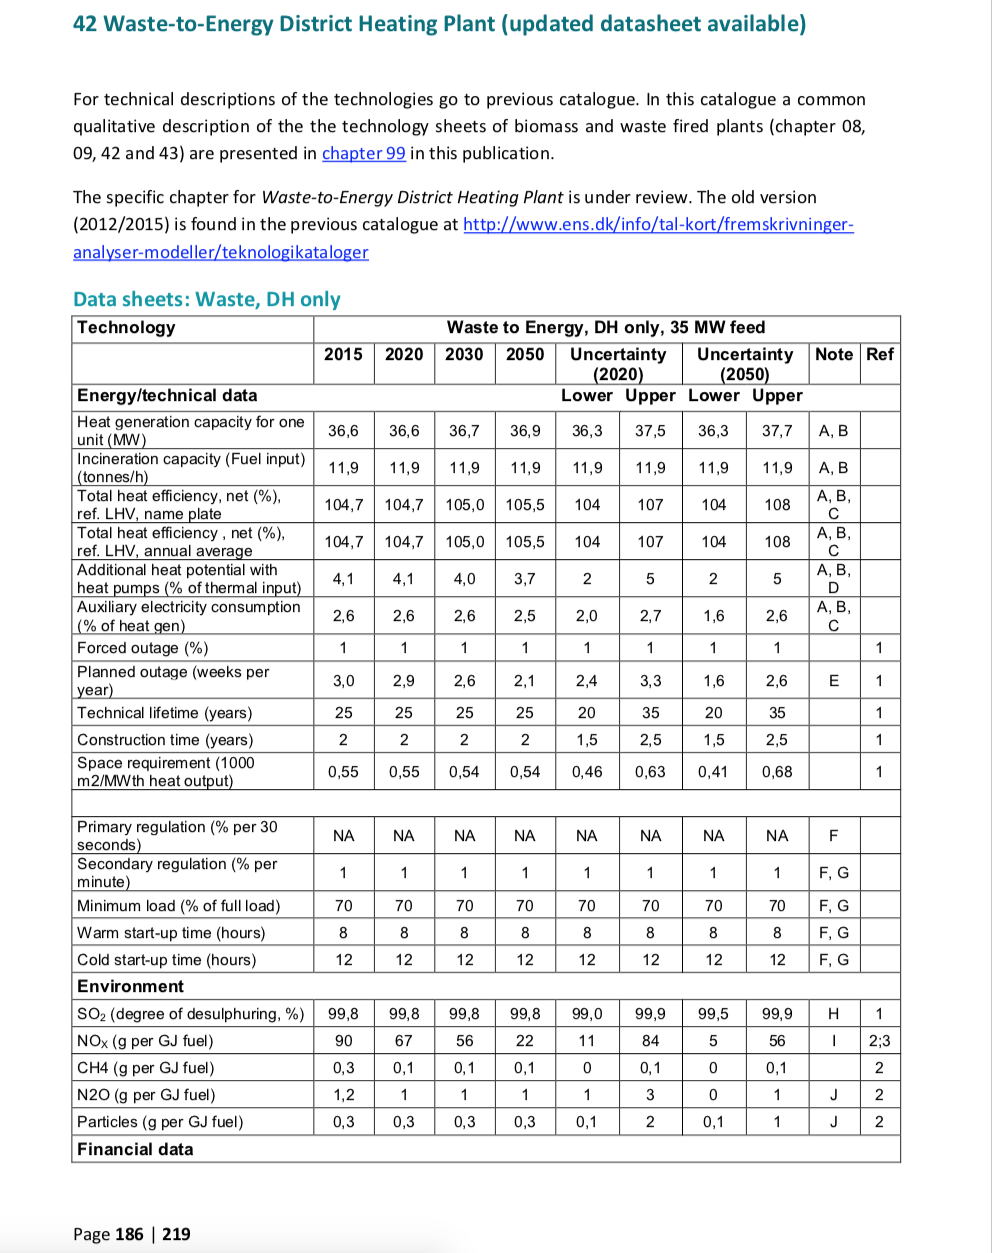 42 Waste-to-Energy District Heating Plant (updated datasheet available)
For technical descriptions of the technologies go to previous catalogue. In this catalogue a common
qualitative description of the the technology sheets of biomass and waste fired plants (chapter 08,
09, 42 and 43) are presented in chapter 99 in this publication.
The specific chapter for Waste-to-Energy District Heating Plant is under review. The old version
(2012/2015) is found in the previous catalogue at http://www.ens.dk/info/tal-kort/fremskrivninger-
analyser-modeller/teknologikataloger
Data sheets: Waste, DH only
Technology Waste to Energy, DH only, 35 MW feed
2015 2020 2030 2050 Uncertainty Uncertainty Note Ref
(2020) (2050)
Energy/technical data Lower Upper Lower Upper
Heat generation capacity for one
unit (MW) 36,6 36,6 36,7 36,9 36,3 37,5 36,3 37,7 A, B
Incineration capacity (Fuel input)
(tonnes/h) 11,9 11,9 11,9 11,9 11,9 11,9 11,9 11,9 A, B
Total heat efficiency, net (%),
ref. LHV, name plate 104,7 104,7 105,0 105,5 104 107 104 108 A, B, C
Total heat efficiency , net (%),
ref. LHV, annual average 104,7 104,7 105,0 105,5 104 107 104 108 A, B, C
Additional heat potential with
heat pumps (% of thermal input) 4,1 4,1 4,0 3,7 2 5 2 5 A, B, D
Auxiliary electricity consumption
(% of heat gen) 2,6 2,6 2,6 2,5 2,0 2,7 1,6 2,6 A, B, C
Forced outage (%) 1 1 1 1 1 1 1 1 1
Planned outage (weeks per
year) 3,0 2,9 2,6 2,1 2,4 3,3 1,6 2,6 E 1
Technical lifetime (years) 25 25 25 25 20 35 20 35 1
Construction time (years) 2 2 2 2 1,5 2,5 1,5 2,5 1
Space requirement (1000
m2/MWth heat output) 0,55 0,55 0,54 0,54 0,46 0,63 0,41 0,68 1
Primary regulation (% per 30
seconds) NA NA NA NA NA NA NA NA F
Secondary regulation (% per
minute) 1 1 1 1 1 1 1 1 F, G
Minimum load (% of full load) 70 70 70 70 70 70 70 70 F, G
Warm start-up time (hours) 8 8 8 8 8 8 8 8 F, G
Cold start-up time (hours) 12 12 12 12 12 12 12 12 F, G
Environment
SO2 (degree of desulphuring, %) 99,8 99,8 99,8 99,8 99,0 99,9 99,5 99,9 H 1
NOX (g per GJ fuel) 90 67 56 22 11 84 5 56 I 2;3
CH4 (g per GJ fuel) 0,3 0,1 0,1 0,1 0 0,1 0 0,1 2
N2O (g per GJ fuel) 1,2 1 1 1 1 3 0 1 J 2
Particles (g per GJ fuel) 0,3 0,3 0,3 0,3 0,1 2 0,1 1 J 2
Financial data
Page 186 | 219